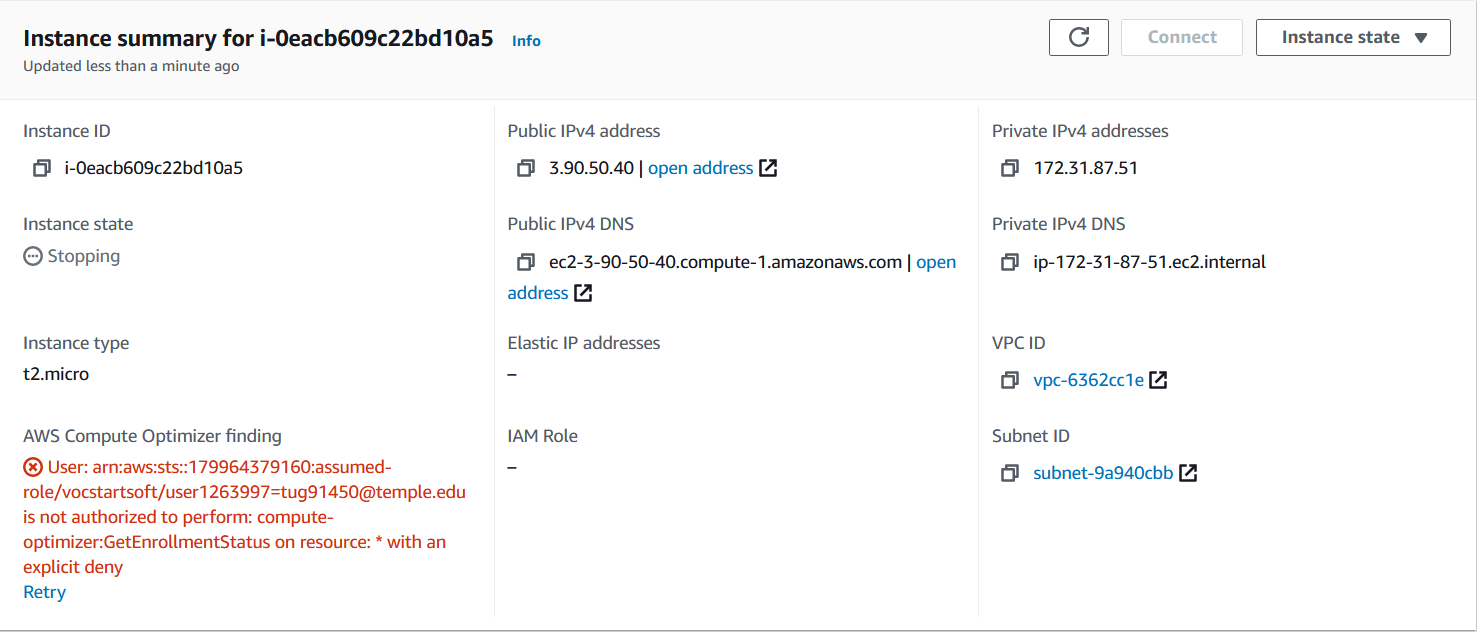 Instance summary for i-0eacb609c22bd10a5 Info
Updated less than a minute ago
Connect
Instance state
Instance ID
i-0eacb609c22bd10a5
Public IPv4 address
3.90.50.40 | open address
Private IPv4 addresses
172.31.87.51
Instance state
Stopping
Public IPv4 DNS
ec2-3-90-50-40.compute-1.amazonaws.com | open
address
Private IPv4 DNS
ip-172-31-87-51.ec2.internal
Instance type
t2.micro
Elastic IP addresses
–
VPC ID
vpc-6362cc1e
AWS Compute Optimizer finding
User: arn:aws:sts::179964379160:assumed-
role/vocstartsoft/user1263997=tug91450@temple.edu
is not authorized to perform: compute-
optimizer:GetEnrollmentStatus on resource: * with an
explicit deny
Retry
IAM Role
–
Subnet ID
subnet-9a940cbb